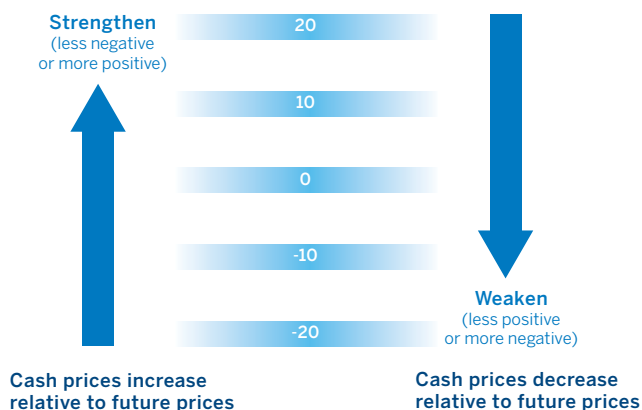 Strengthen
(less negative
or more positive)
20
10
0
-10
-20
Weaken
(less positive
or more negative)
Cash prices increase
relative to future prices
Cash prices decrease
relative to future prices